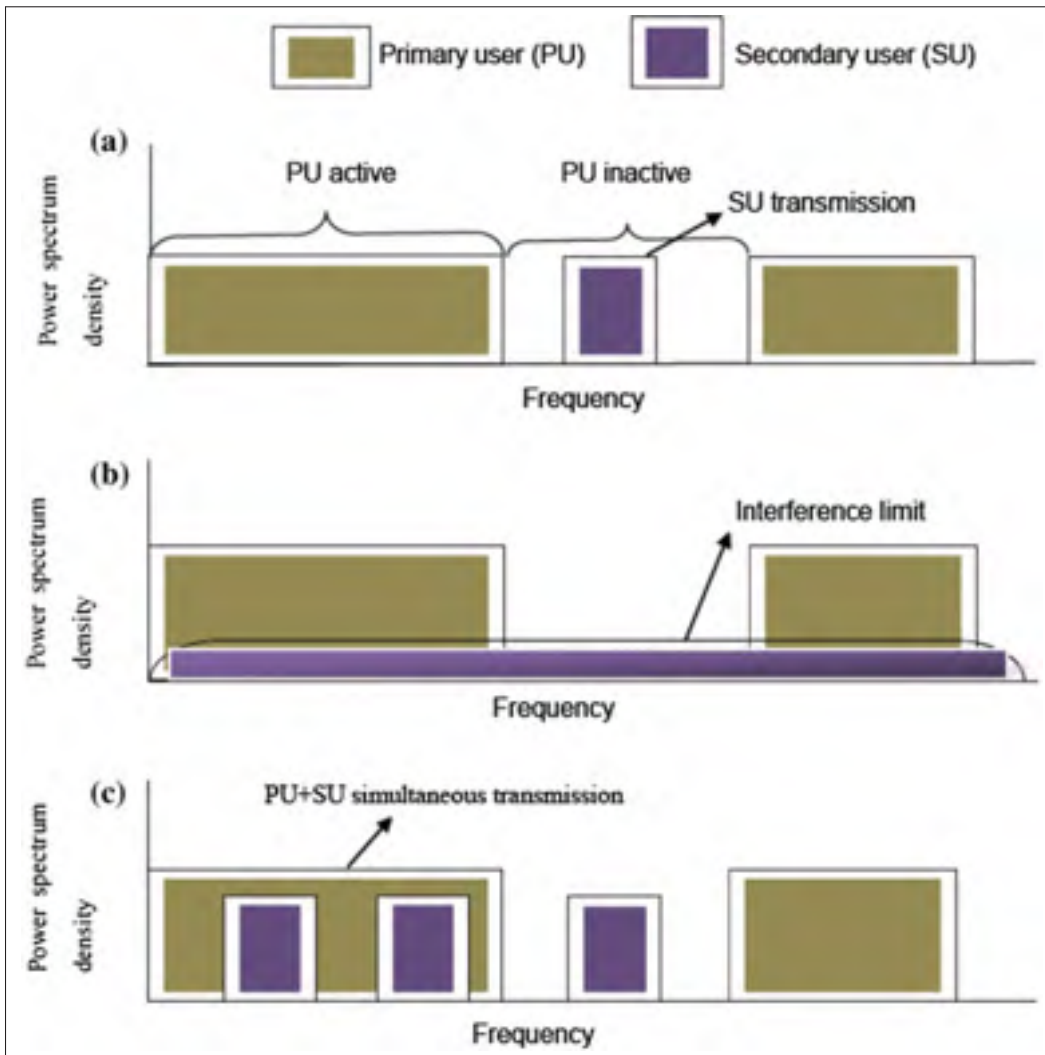 Primary user (PU)
Secondary user (SU)
(a)
PU active
PU inactive
SU transmission
Power spectrum
density
Frequency
(b)
Interference limit
Power spectrum
density
Frequency
(c)
PU+SU simultaneous transmission
Power spectrum
density
Frequency